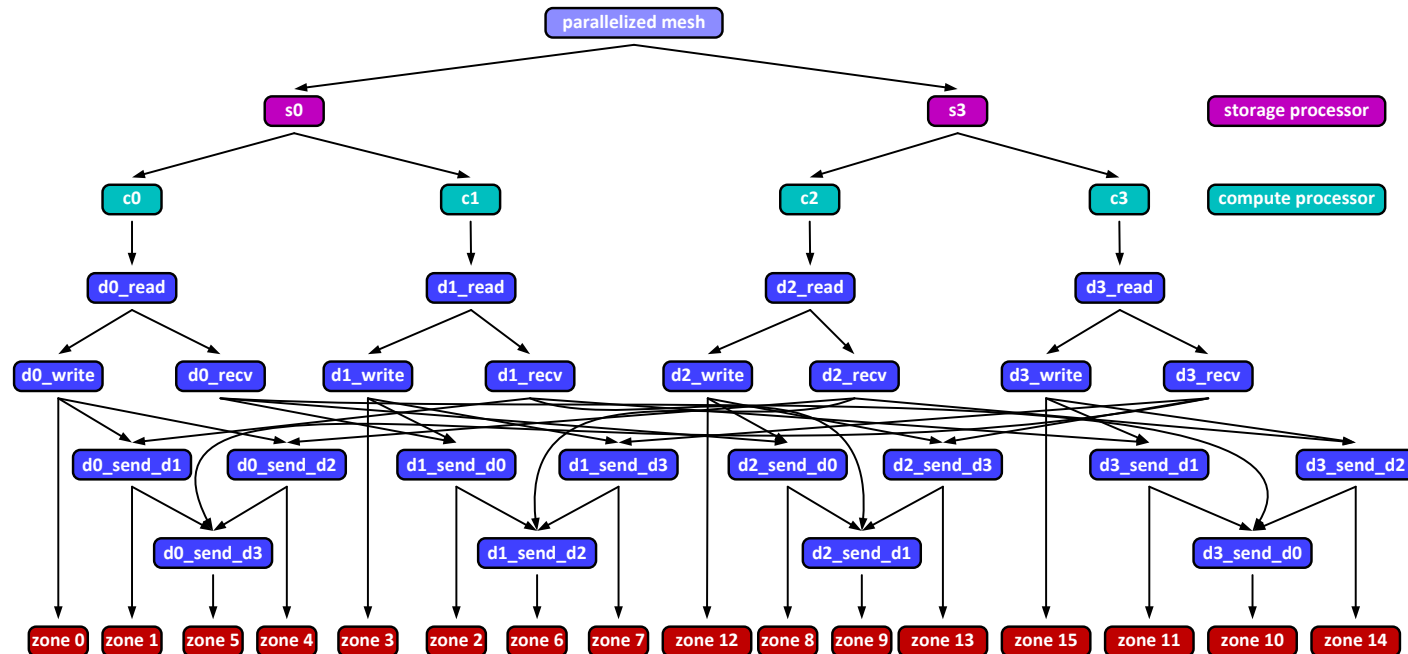 parallelized mesh
s0
s3
storage processor
c0
c1
c2
c3
compute processor
d0_read
d1_read
d2_read
d3_read
d0_write
d0_recv
d1_write
d1_recv
d2_write
d2_recv
d3_write
d3_recv
d0_send_d1
d0_send_d2
d1_send_d0
d1_send_d3
d2_send_d0
d2_send_d3
d3_send_d1
d3_send_d2
d0_send_d3
d1_send_d2
d2_send_d1
d3_send_d0
zone 0
zone 1
zone 5
zone 4
zone 3
zone 2
zone 6
zone 7
zone 12
zone 8
zone 9
zone 13
zone 15
zone 11
zone 10
zone 14